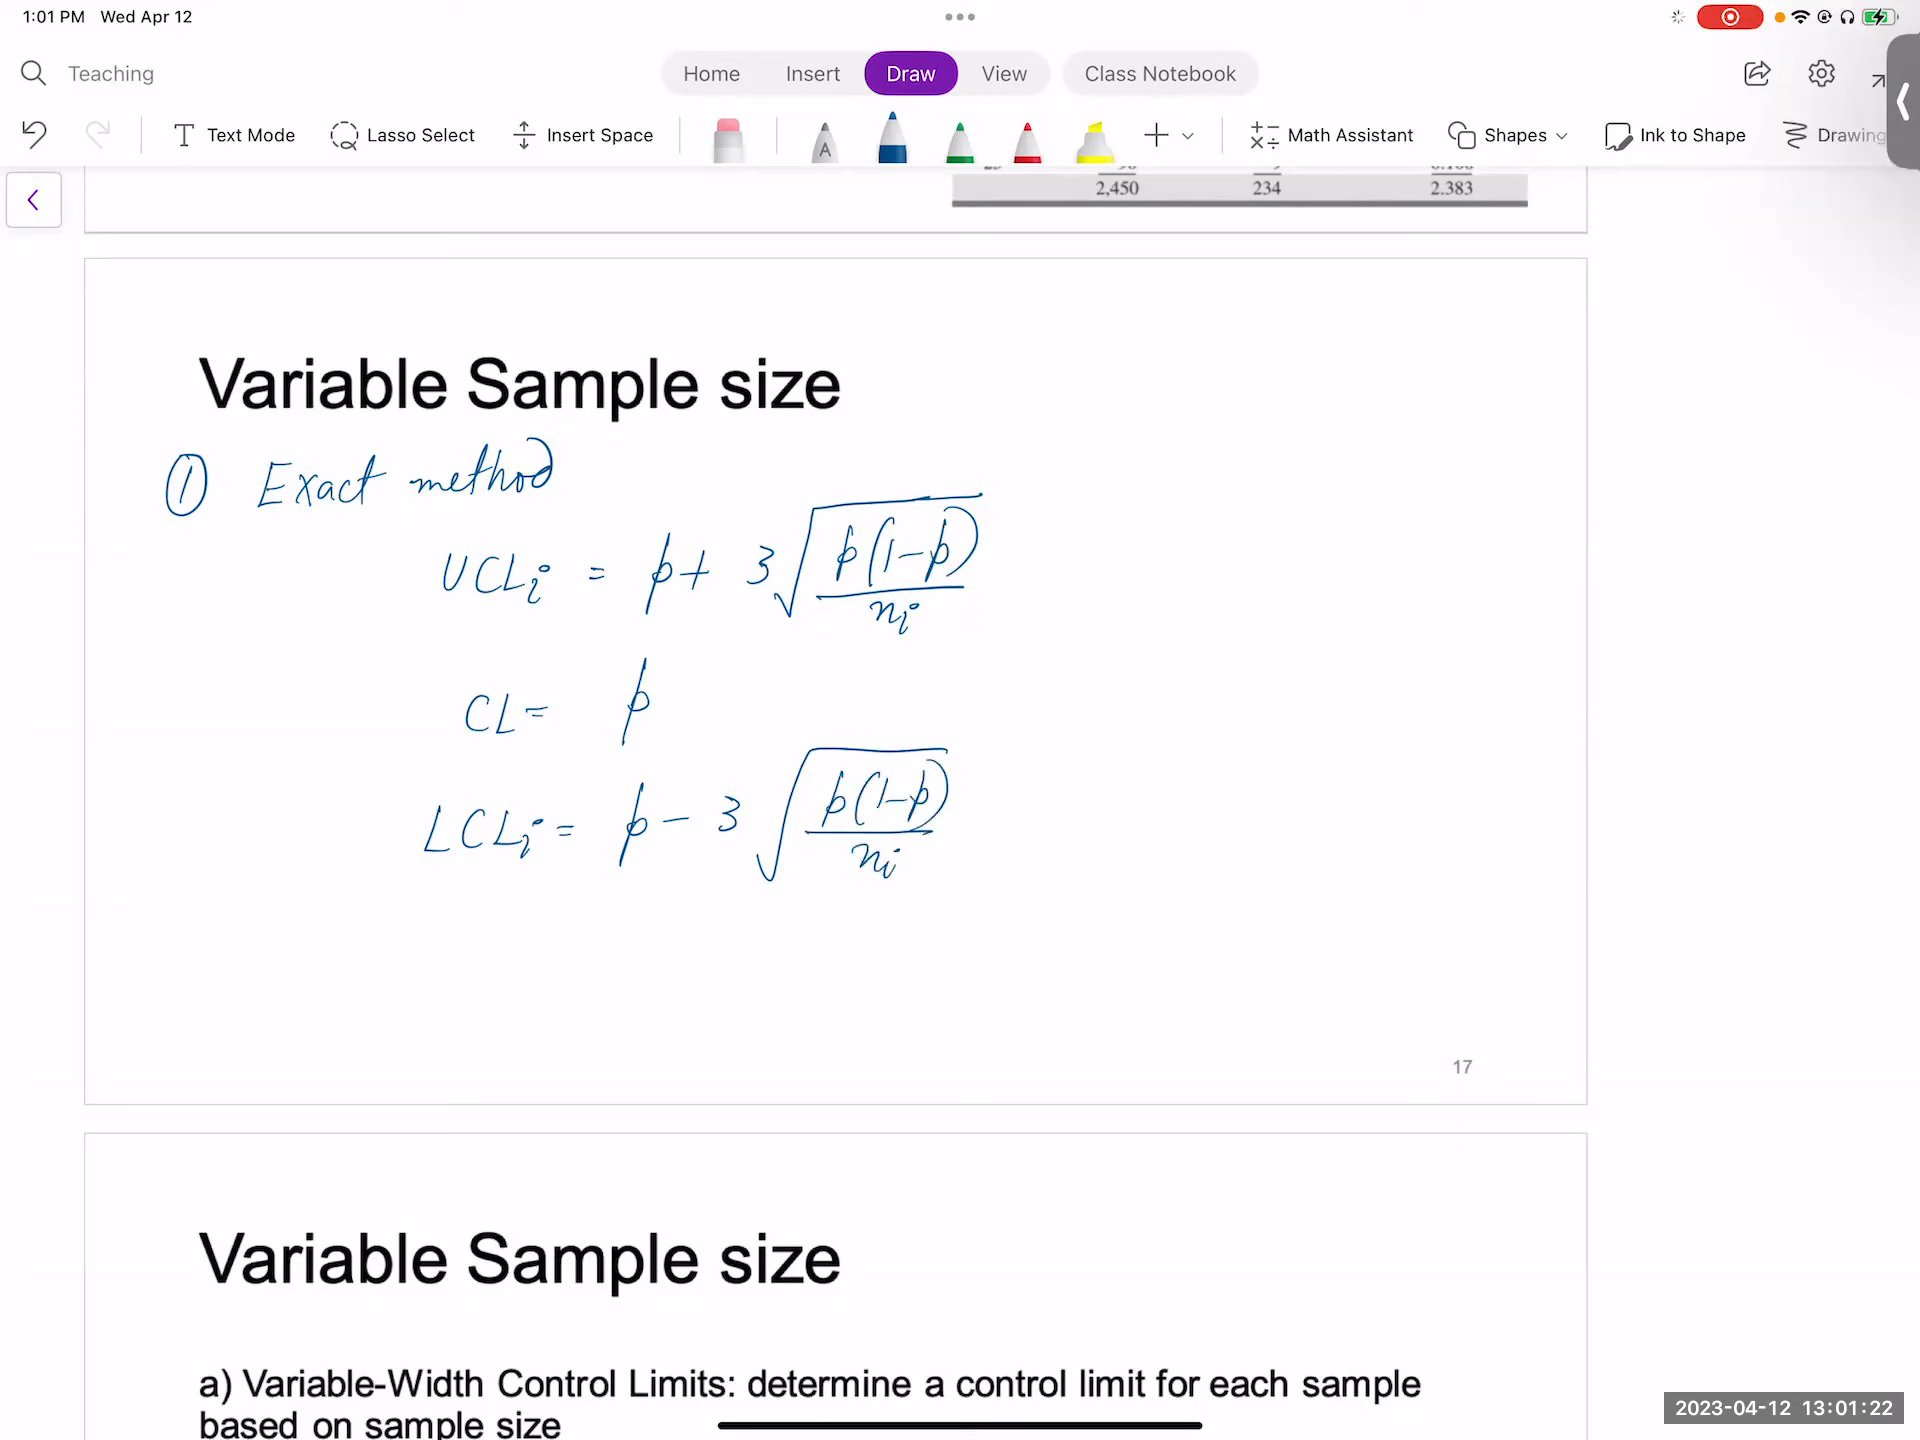 1:01 PM Wed Apr 12
Teaching
Home Insert Draw View Class Notebook
Text Mode Lasso Select Insert Space A Math Assistant Shapes Ink to Shape Drawing
2,450 234 2.383
Variable Sample size
① Exact method
UCLᵢ = p + 3√(p(1-p)/nᵢ)
CL = p
LCLᵢ = p - 3√(p(1-p)/nᵢ)
17
Variable Sample size
a) Variable-Width Control Limits: determine a control limit for each sample
based on sample size
2023-04-12 13:01:22